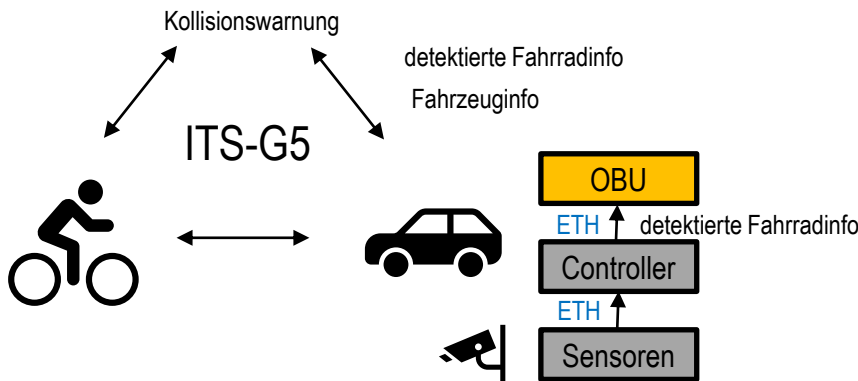 Kollisionswarnung
detektierte Fahrradinfo
Fahrzeuginfo
ITS-G5
OBU
ETH detektierte Fahrradinfo
Controller
ETH
Sensoren